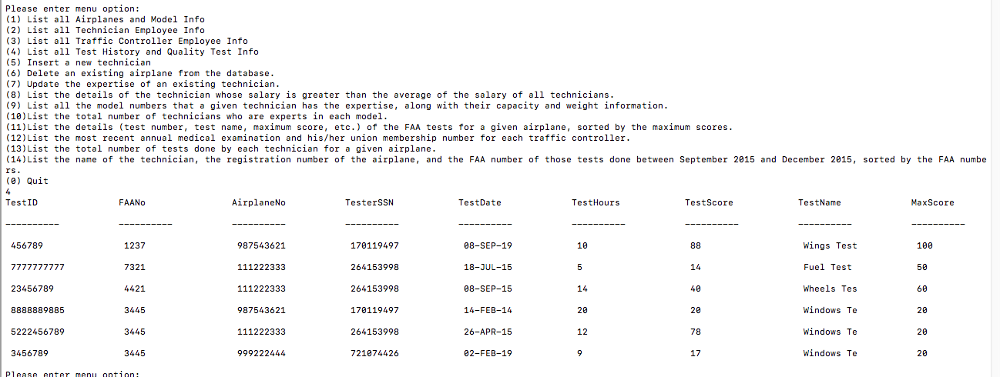 Please enter menu option:
(1) List all Airplanes and Model Info
(2) List all Technician Employee Info
(3) List all Traffic Controller Employee Info
(4) List all Test History and Quality Test Info
(5) Insert a new technician
(6) Delete an existing airplane from the database.
(7) Update the expertise of an existing technician.
(8) List the details of the technician whose salary is greater than the average of the salary of all technicians.
(9) List all the model numbers that a given technician has the expertise, along with their capacity and weight information.
(10)List the total number of technicians who are experts in each model.
(11)List the details (test number, test name, maximum score, etc.) of the FAA tests for a given airplane, sorted by the maximum scores.
(12)List the most recent annual medical examination and his/her union membership number for each traffic controller.
(13)List the total number of tests done by each technician for a given airplane.
(14)List the name of the technician, the registration number of the airplane, and the FAA number of those tests done between September 2015 and December 2015, sorted by the FAA numbe
rs.
(0) Quit
4
TestID FAANo AirplaneNo TesterSSN TestDate TestHours TestScore TestName MaxScore
---------- ---------- ---------- ---------- ---------- ---------- ---------- ---------- ----------
456789 1237 987543621 170119497 08-SEP-19 10 88 Wings Test 100
7777777777 7321 111222333 264153998 18-JUL-15 5 14 Fuel Test 50
23456789 4421 111222333 264153998 08-SEP-15 14 40 Wheels Tes 60
8888889885 3445 987543621 170119497 14-FEB-14 20 20 Windows Te 20
5222456789 3445 111222333 264153998 26-APR-15 12 78 Windows Te 20
3456789 3445 999222444 721074426 02-FEB-19 9 17 Windows Te 20
Please enter menu option: